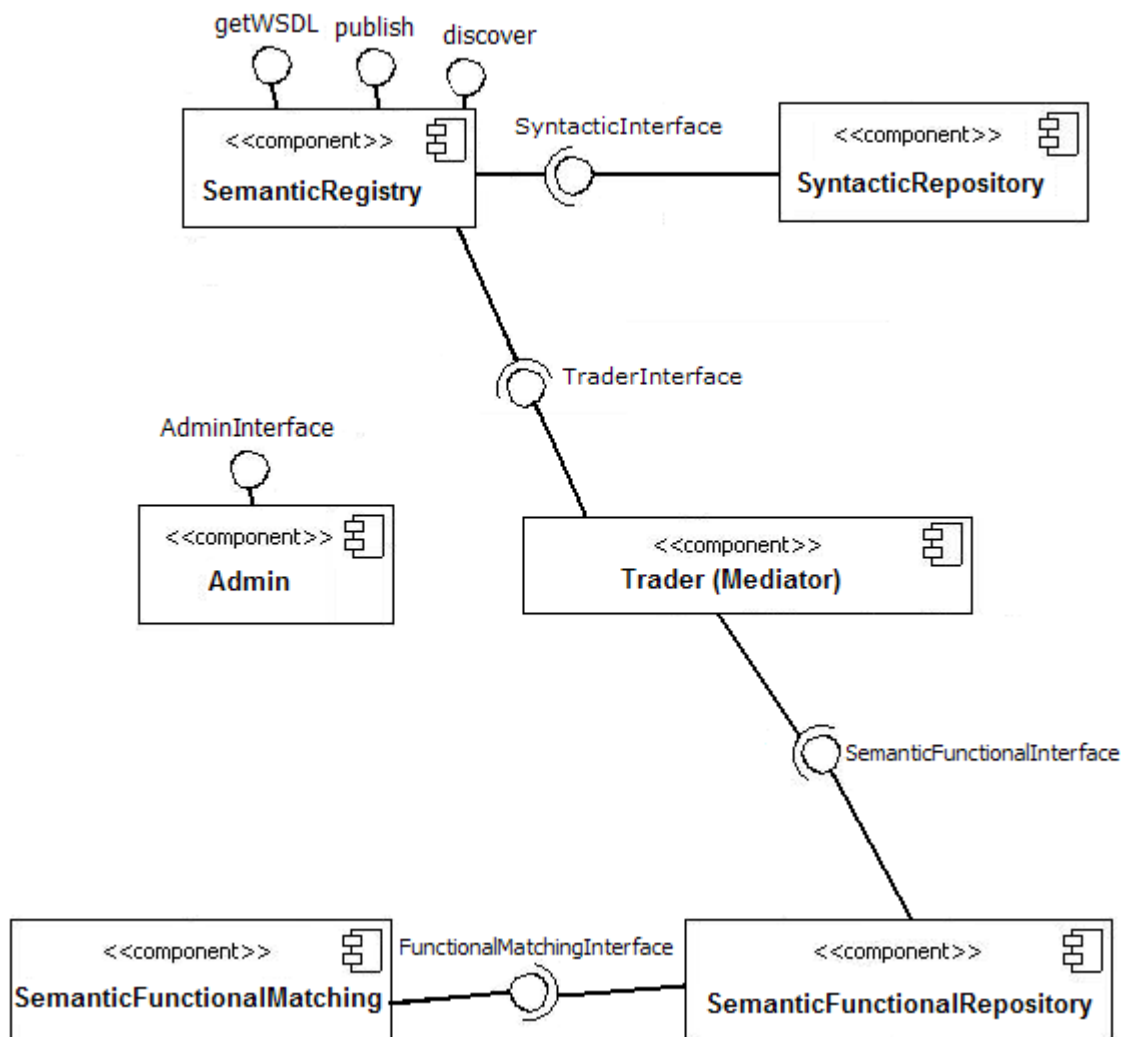 getWSDL
publish
discover
<<component>>
SemanticRegistry
SyntacticInterface
<<component>>
SyntacticRepository
TraderInterface
AdminInterface
<<component>>
Admin
<<component>>
Trader (Mediator)
SemanticFunctionalInterface
<<component>>
SemanticFunctionalMatching
FunctionalMatchingInterface
<<component>>
SemanticFunctionalRepository